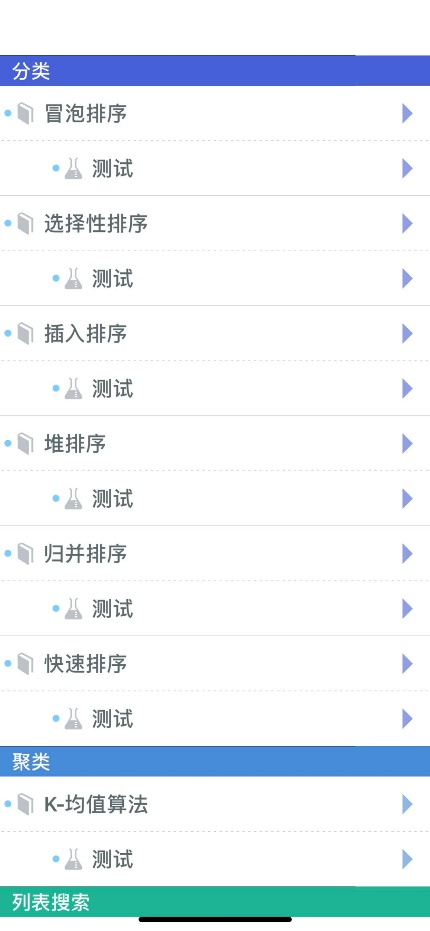 分类
冒泡排序
测试
选择性排序
测试
插入排序
测试
堆排序
测试
归并排序
测试
快速排序
测试
聚类
K-均值算法
测试
列表搜索